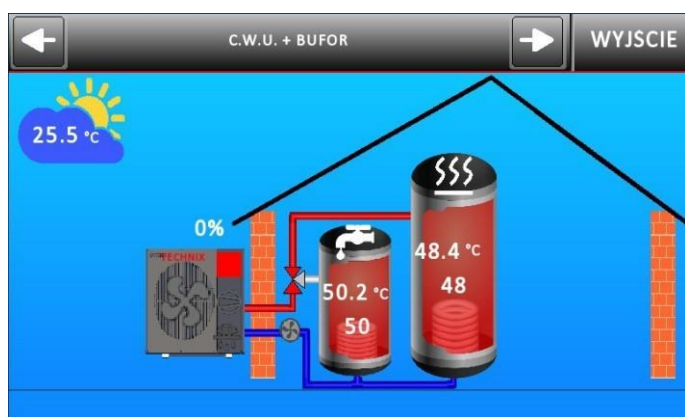 C.W.U. + BUFOR
WYJSCIE
25.5 °C
0%
TECHNIX
48.4 °C
48
50.2 °C
50